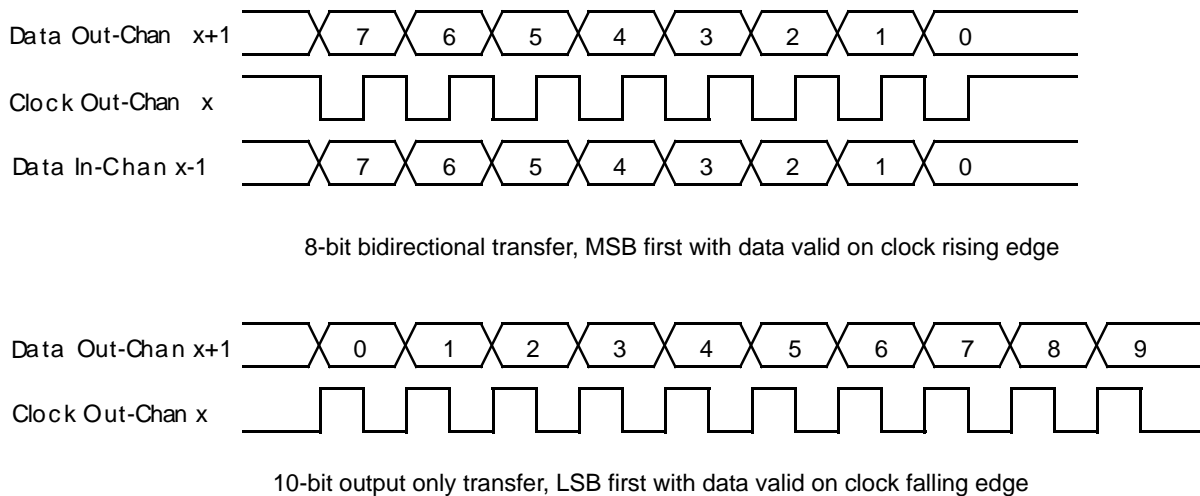 Data Out-Chan x+1
7 6 5 4 3 2 1 0
Clock Out-Chan x
Data In-Chan x-1
7 6 5 4 3 2 1 0
8-bit bidirectional transfer, MSB first with data valid on clock rising edge
Data Out-Chan x+1
0 1 2 3 4 5 6 7 8 9
Clock Out-Chan x
10-bit output only transfer, LSB first with data valid on clock falling edge